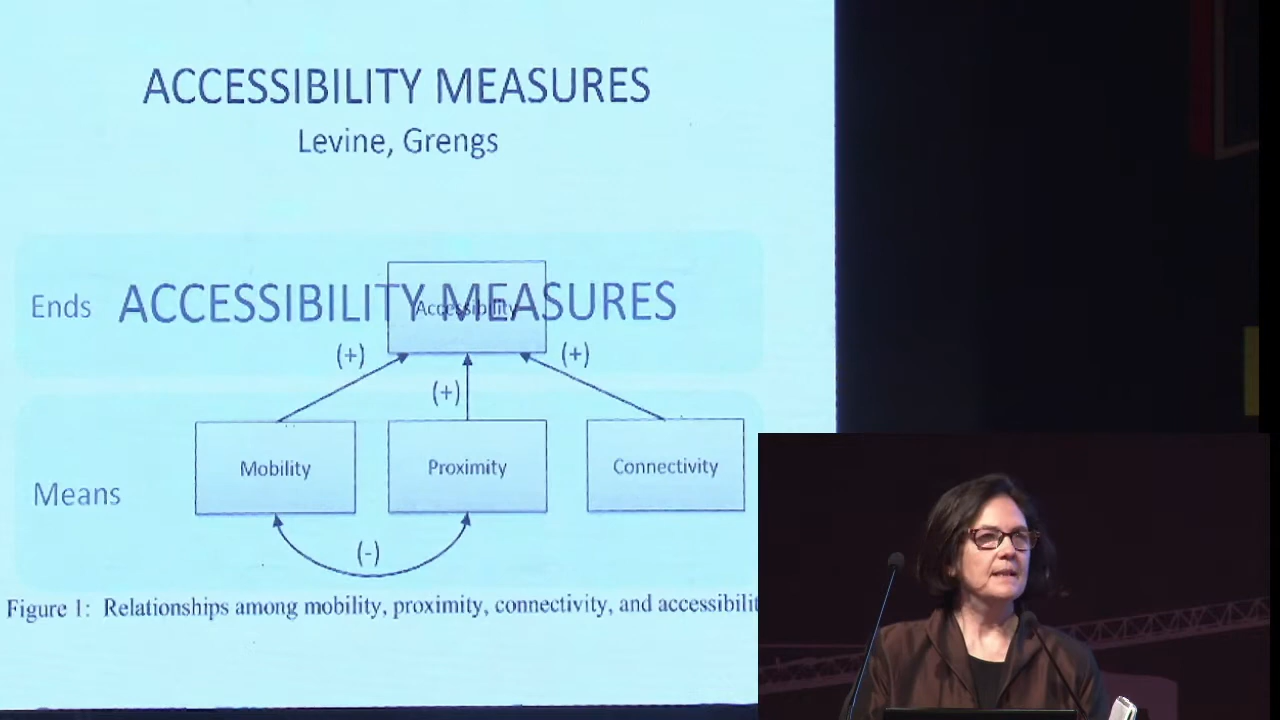 ACCESSIBILITY MEASURES
Levine, Grengs
Ends
ACCESSIBILITY MEASURES
Accessibility
(+)
(+)
(+)
Mobility
Proximity
Connectivity
Means
(-)
Figure 1: Relationships among mobility, proximity, connectivity, and accessibilit